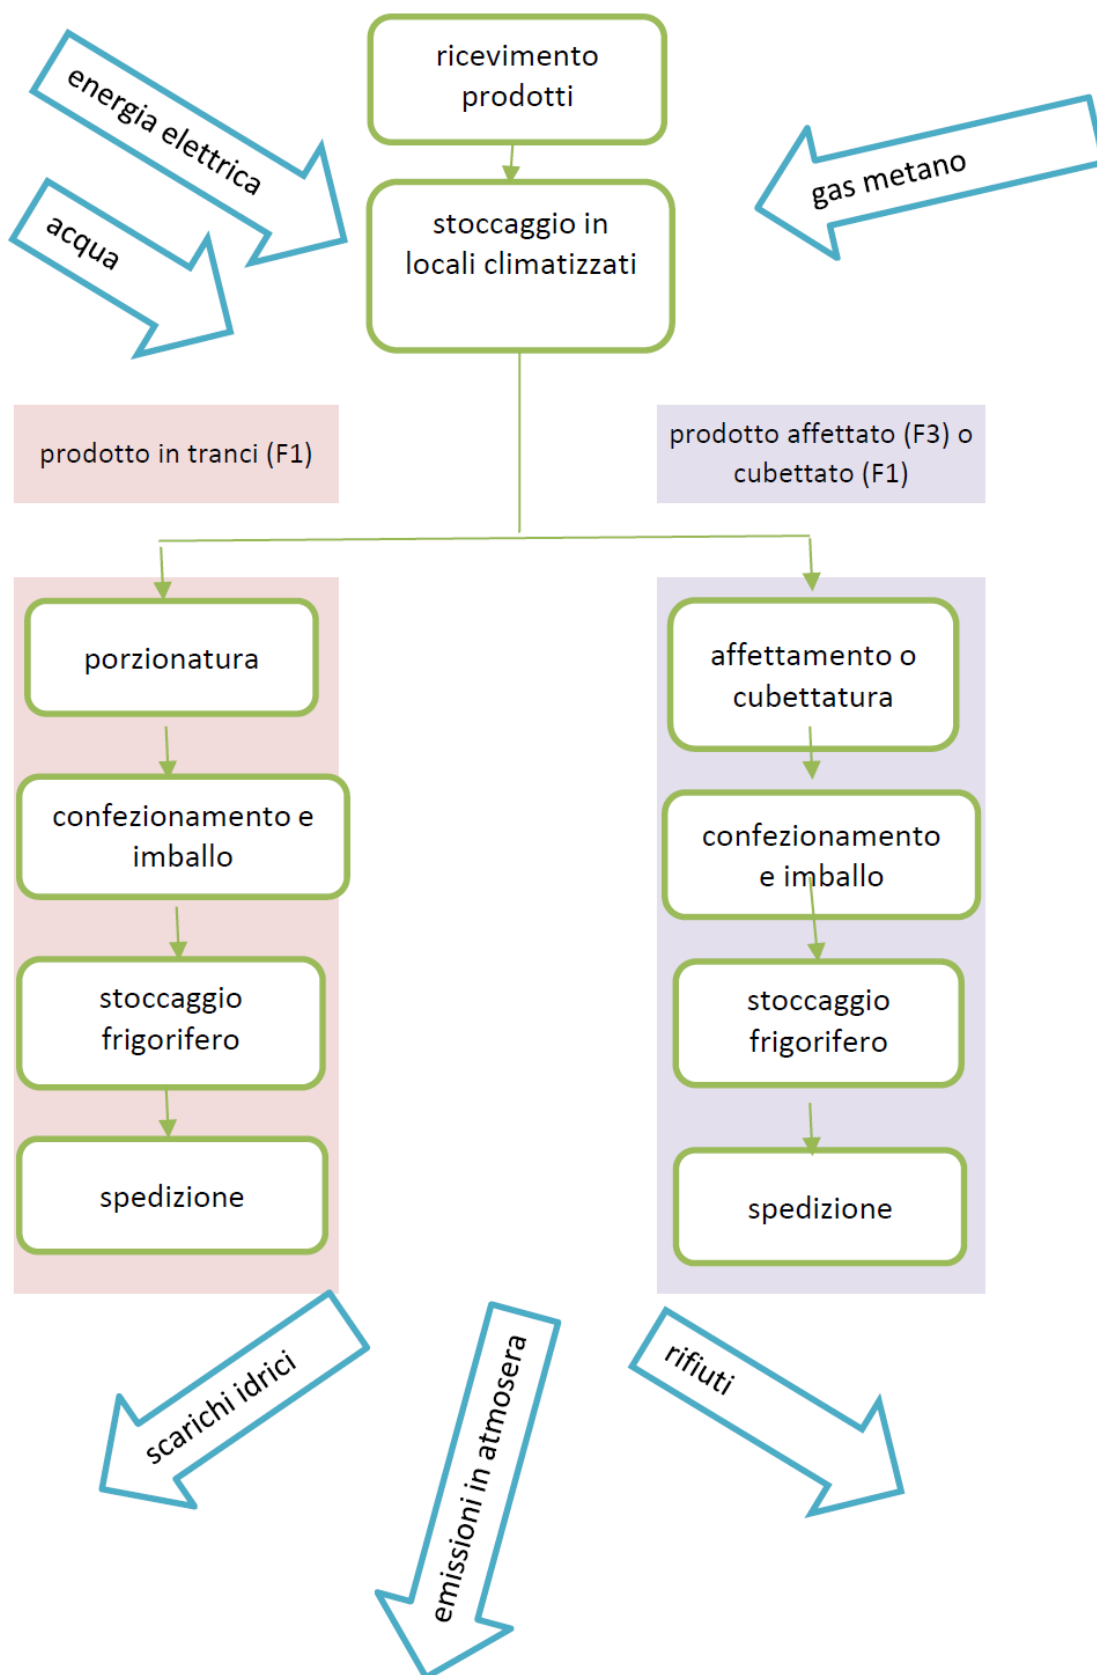 ricevimento
prodotti
energia elettrica
acqua
gas metano
stoccaggio in
locali climatizzati
prodotto in tranci (F1)
prodotto affettato (F3) o
cubettato (F1)
porzionatura
confezionamento e
imballo
stoccaggio
frigorifero
spedizione
affettamento o
cubettatura
confezionamento
e imballo
stoccaggio
frigorifero
spedizione
scarichi idrici
emissioni in atmosera
rifiuti